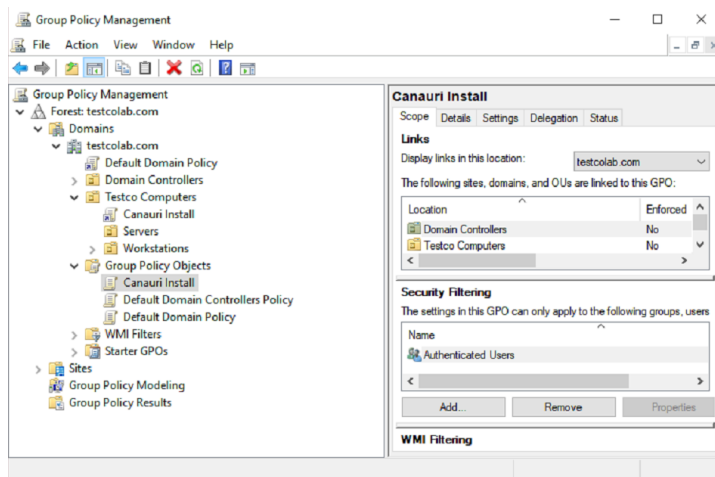 Group Policy Management
File Action View Window Help
Group Policy Management
Forest: testcolab.com
Domains
testcolab.com
Default Domain Policy
Domain Controllers
Testco Computers
Canauri Install
Servers
Workstations
Group Policy Objects
Canauri Install
Default Domain Controllers Policy
Default Domain Policy
WMI Filters
Starter GPOs
Sites
Group Policy Modeling
Group Policy Results
Canauri Install
Scope Details Settings Delegation Status
Links
Display links in this location: testcolab.com
The following sites, domains, and OUs are linked to this GPO:
Location Enforced
Domain Controllers No
Testco Computers No
Security Filtering
The settings in this GPO can only apply to the following groups, users
Name
Authenticated Users
Add... Remove Properties
WMI Filtering